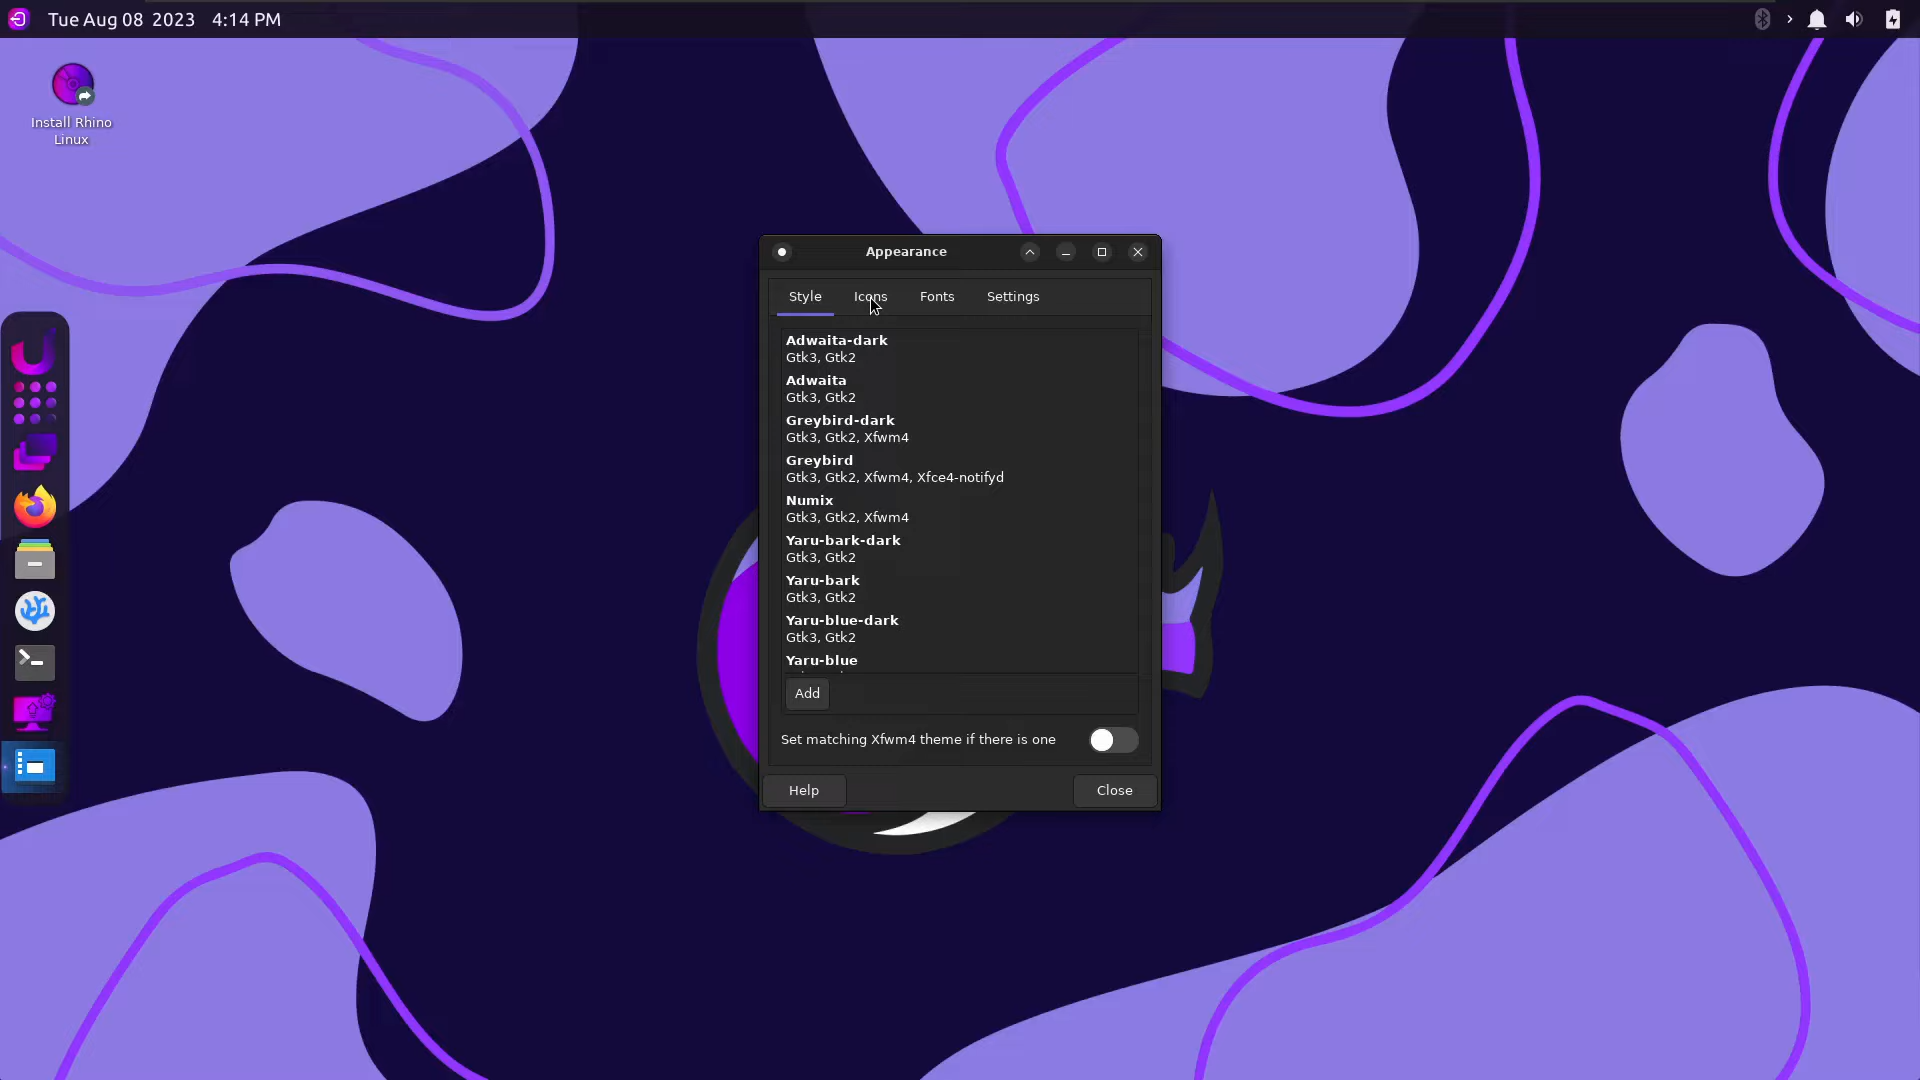 Tue Aug 08 2023 4:14 PM
Install Rhino
Linux
Appearance
Style Icons Fonts Settings
Adwaita-dark
Gtk3, Gtk2
Adwaita
Gtk3, Gtk2
Greybird-dark
Gtk3, Gtk2, Xfwm4
Greybird
Gtk3, Gtk2, Xfwm4, Xfce4-notifyd
Numix
Gtk3, Gtk2, Xfwm4
Yaru-bark-dark
Gtk3, Gtk2
Yaru-bark
Gtk3, Gtk2
Yaru-blue-dark
Gtk3, Gtk2
Yaru-blue
Add
Set matching Xfwm4 theme if there is one
Help Close